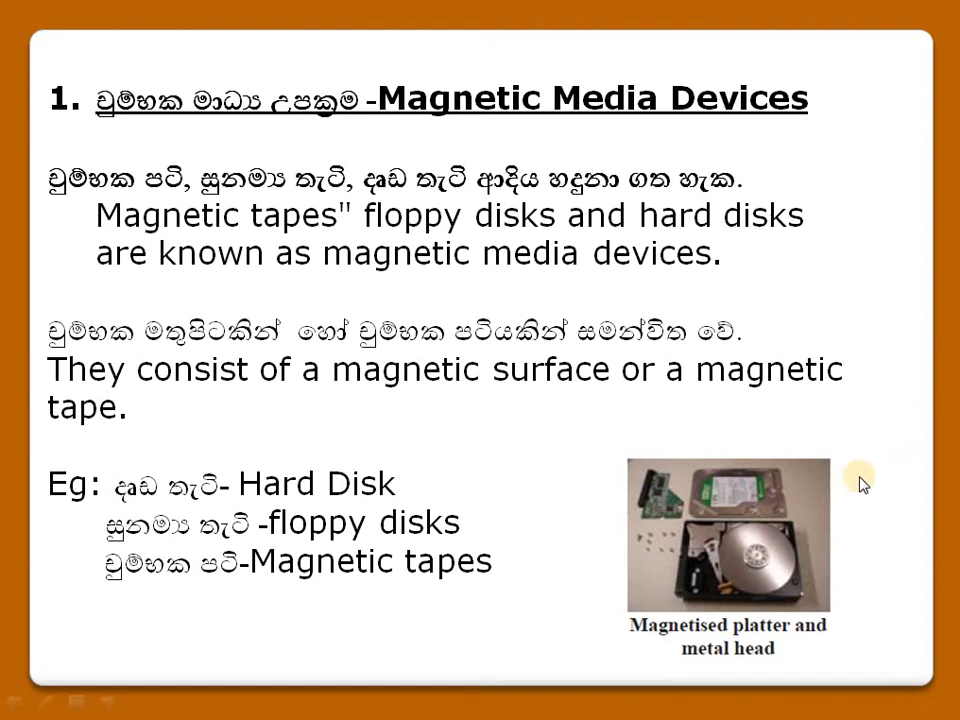 1. චුම්භක මාධ්‍ය උපක්‍රම -Magnetic Media Devices
චුම්භක පටි, සුනම්‍ය තැටි, දෘඩ තැටි ආදිය හදුනා ගත හැක.
Magnetic tapes" floppy disks and hard disks
are known as magnetic media devices.
චුම්භක මතුපිටකින් හෝ චුම්භක පටියකින් සමන්විත වේ.
They consist of a magnetic surface or a magnetic
tape.
Eg: දෘඩ තැටි- Hard Disk
සුනම්‍ය තැටි -floppy disks
චුම්භක පටි-Magnetic tapes
Magnetised platter and
metal head